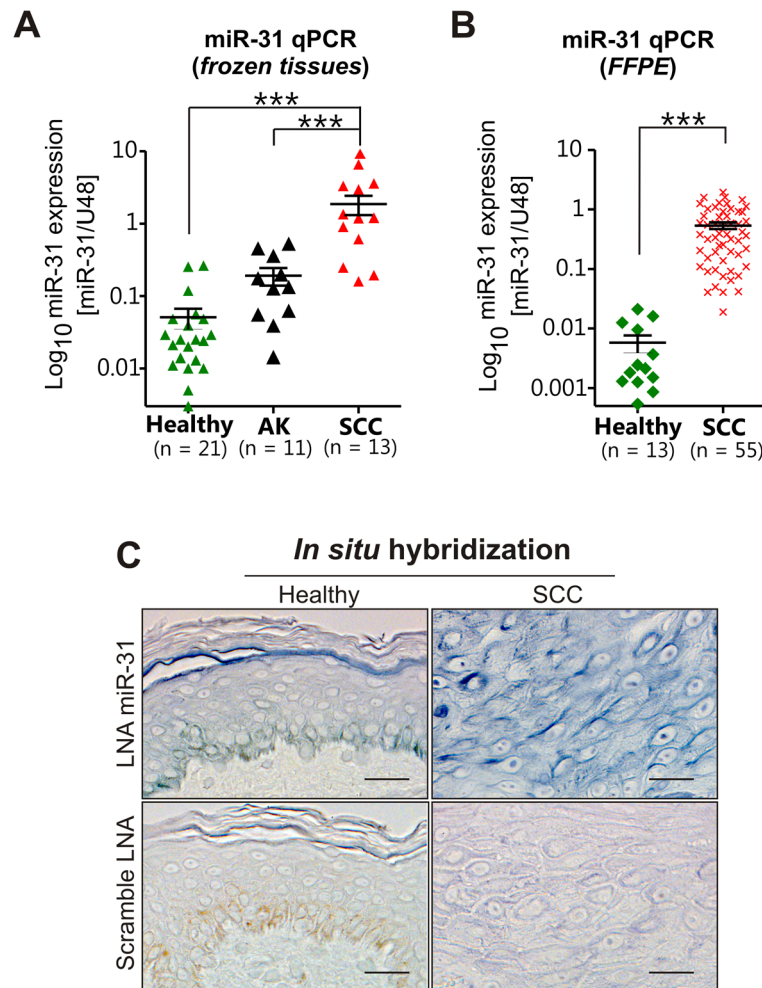 A
miR-31 qPCR
(frozen tissues)
***
***
Log10 miR-31 expression
[miR-31/U48]
10
1
0.1
0.01
Healthy
AK
SCC
(n = 21)
(n = 11)
(n = 13)
B
miR-31 qPCR
(FFPE)
***
Log10 miR-31 expression
[miR-31/U48]
10
1
0.1
0.01
0.001
Healthy
SCC
(n = 13)
(n = 55)
C
In situ hybridization
Healthy
SCC
LNA miR-31
Scramble LNA